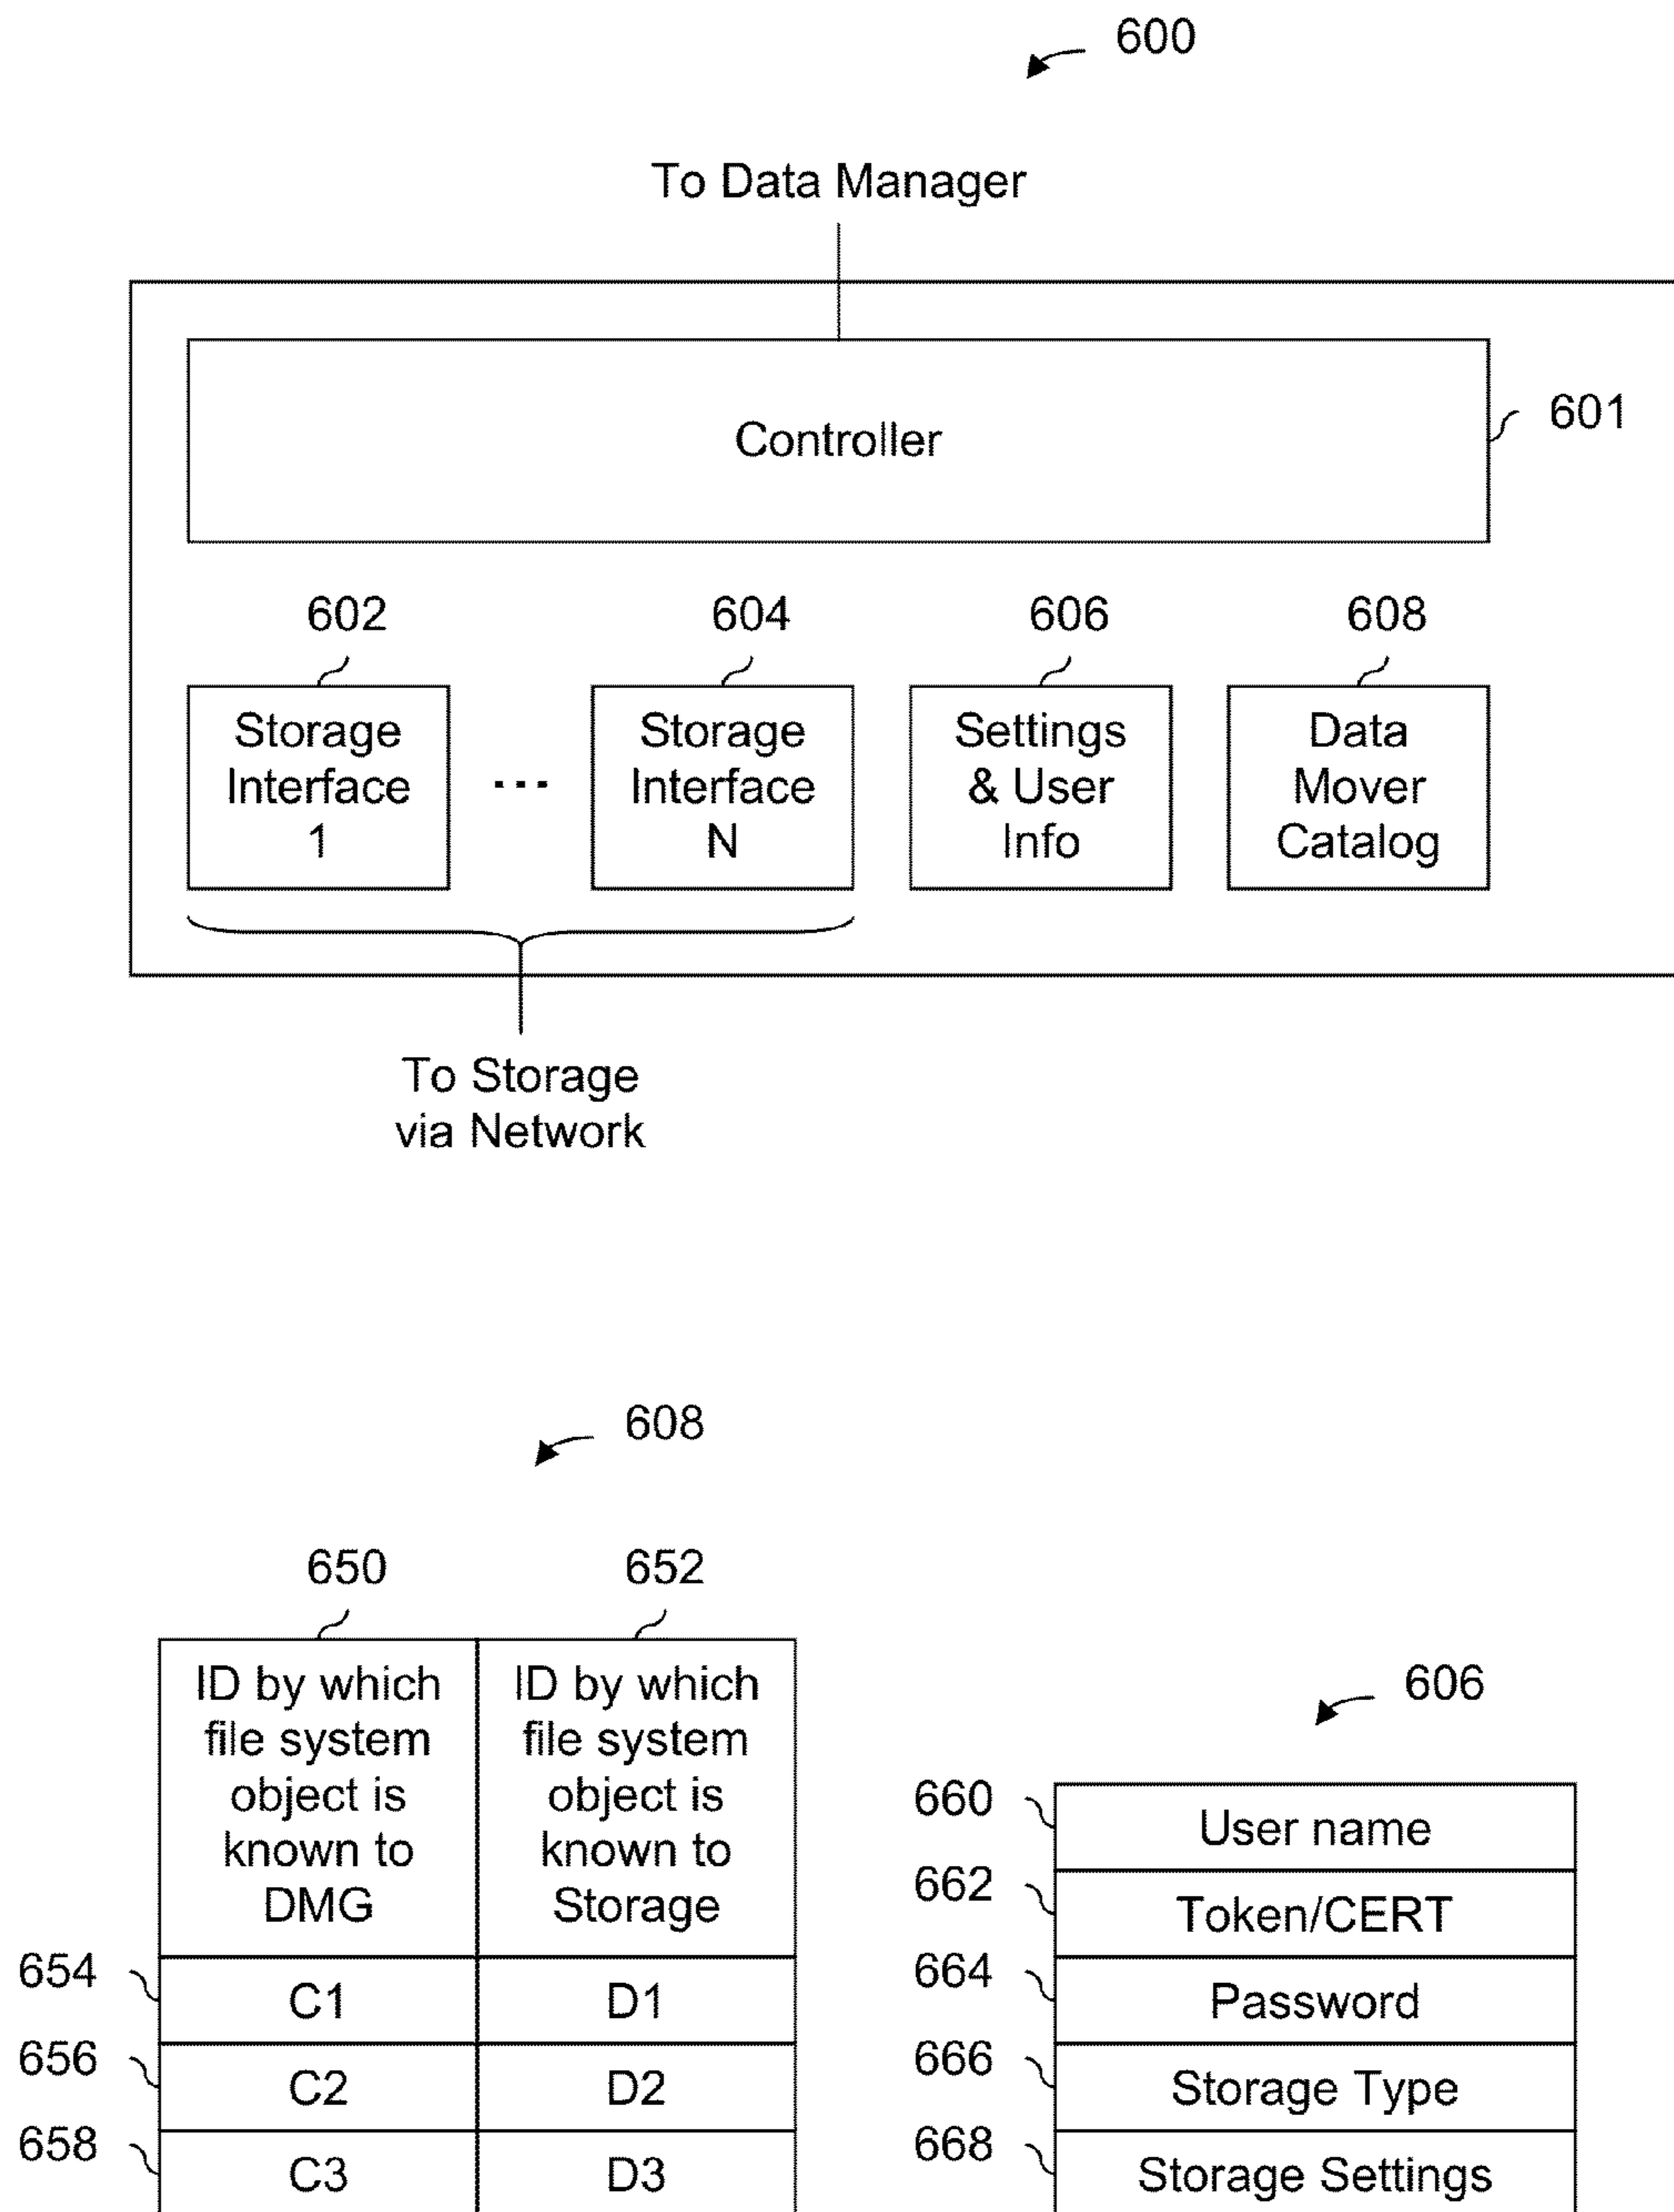 600
To Data Manager
Controller
601
602
604
606
608
Storage
Interface
1
...
Storage
Interface
N
Settings
& User
Info
Data
Mover
Catalog
To Storage
via Network
608
650
652
ID by which
file system
object is
known to
DMG
ID by which
file system
object is
known to
Storage
654
C1
D1
656
C2
D2
658
C3
D3
606
660
User name
662
Token/CERT
664
Password
666
Storage Type
668
Storage Settings